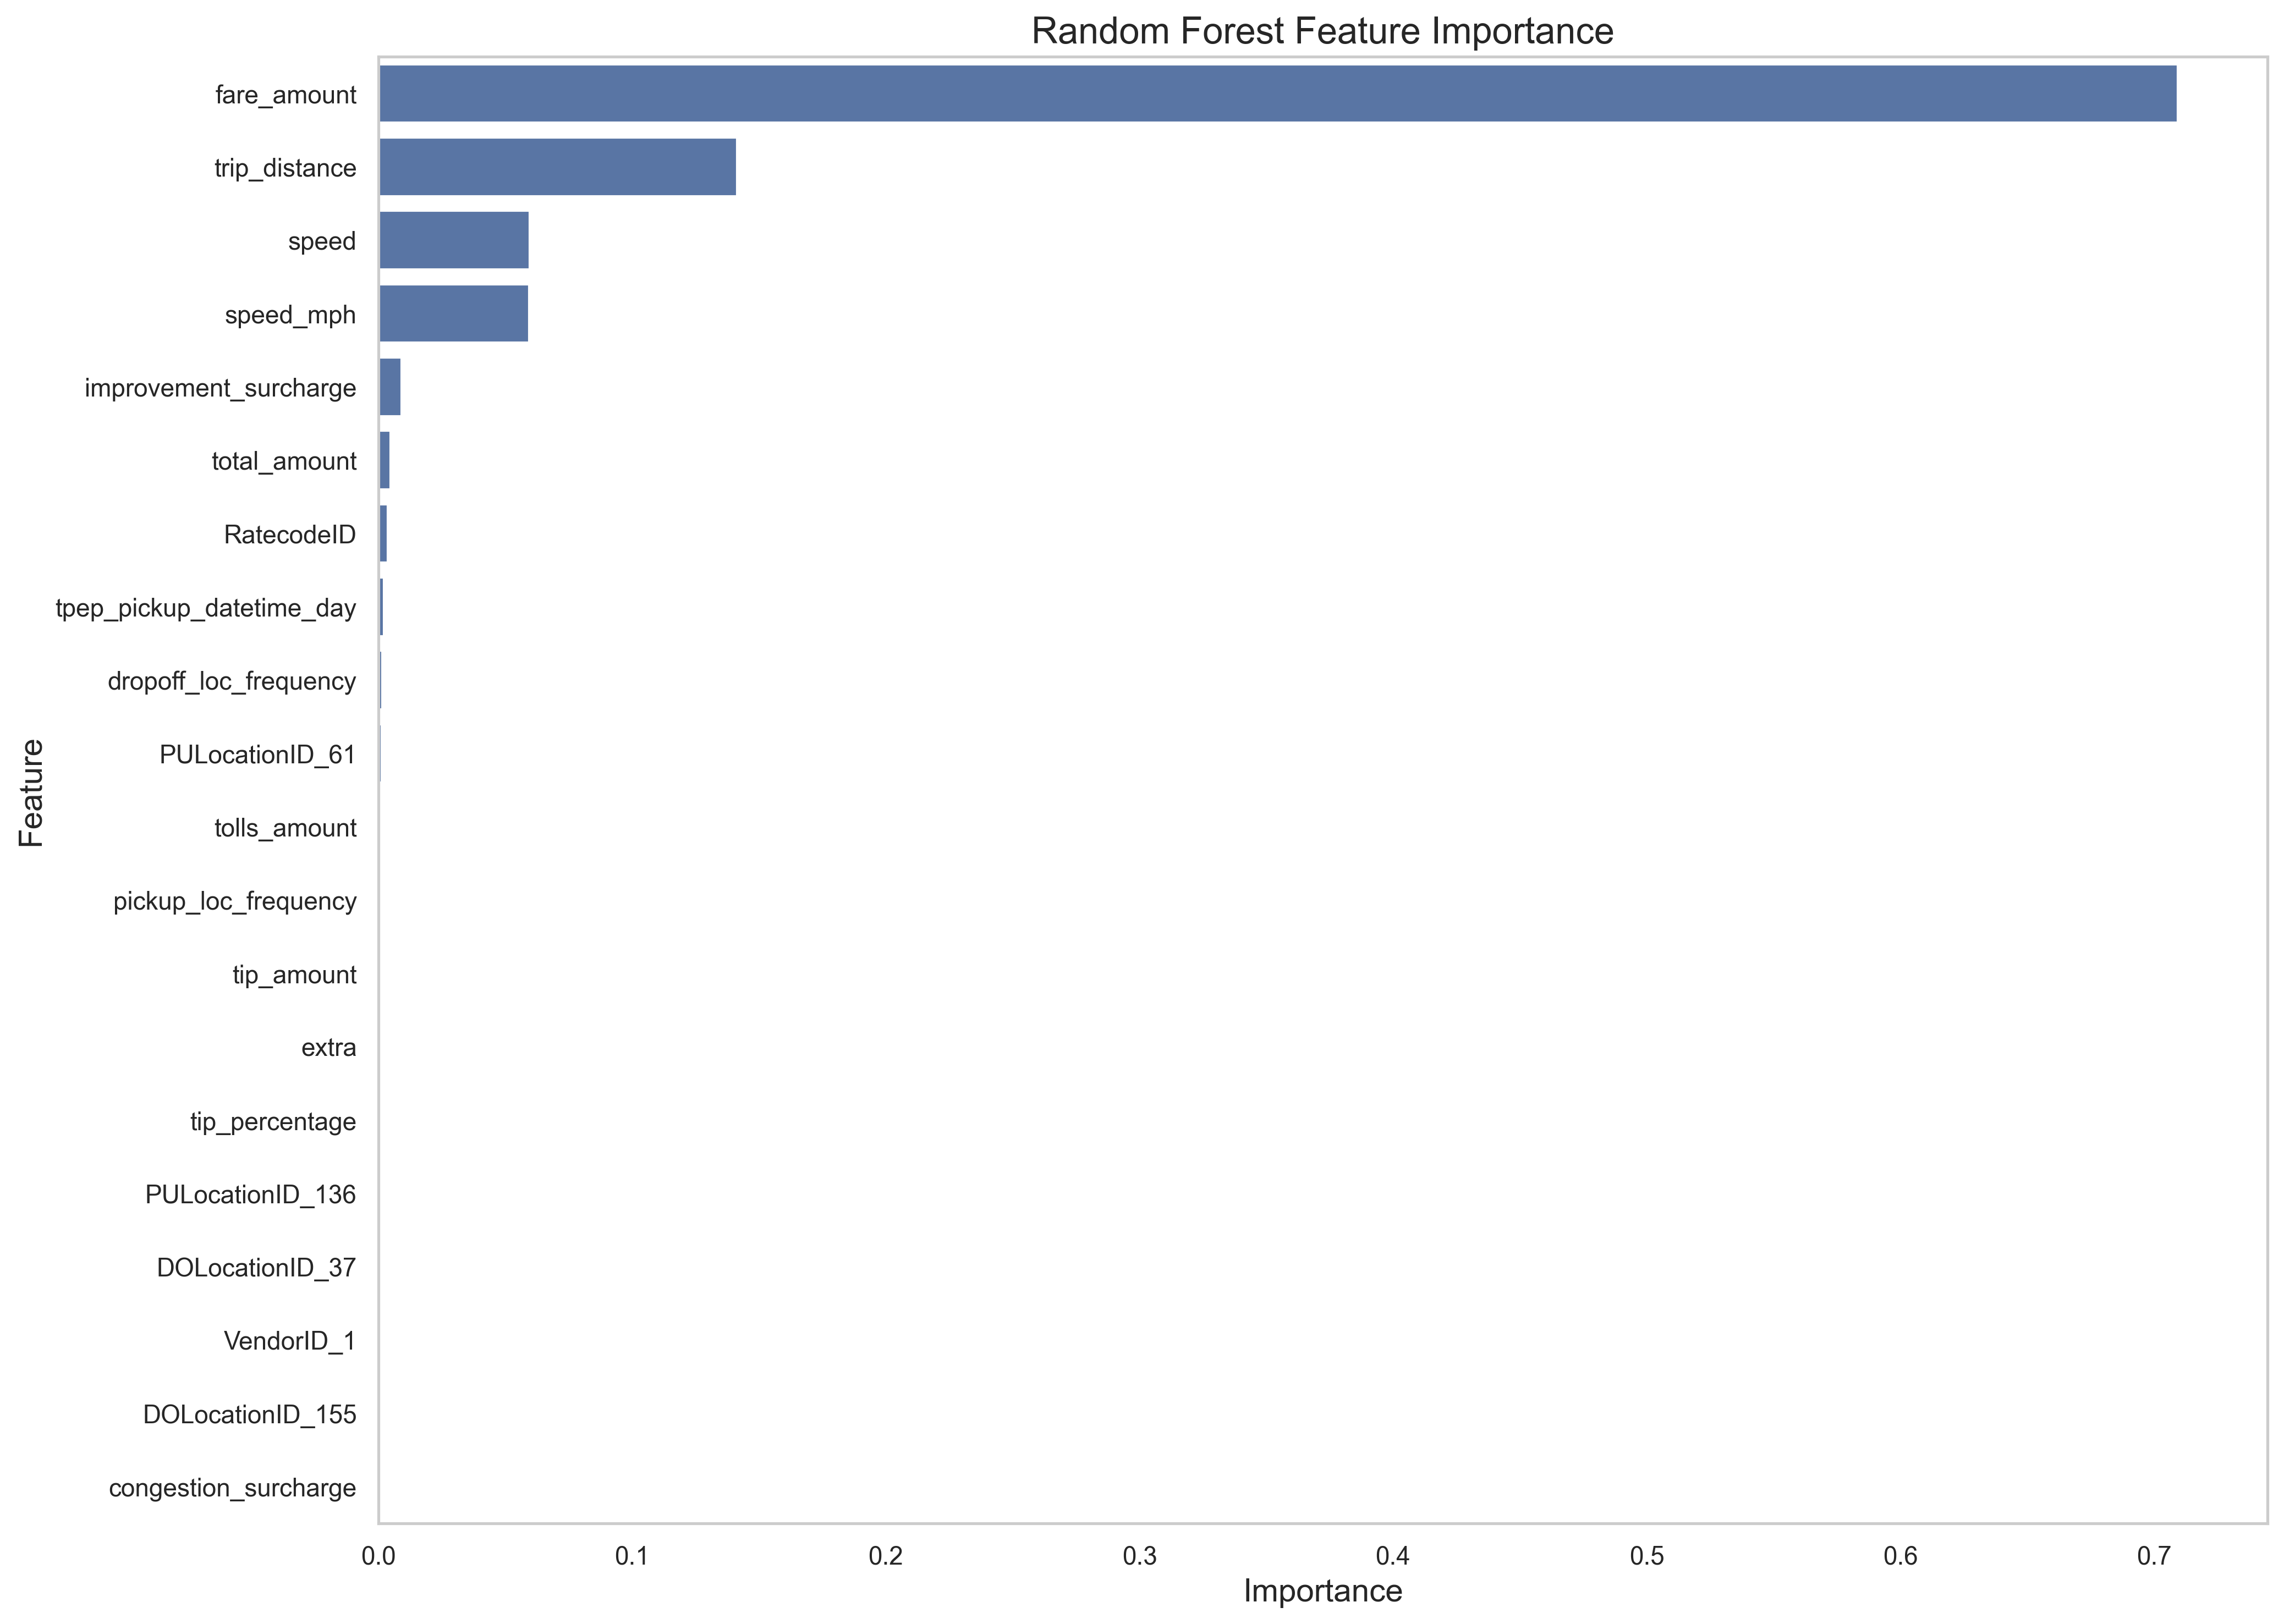 Random Forest Feature Importance
fare_amount
trip_distance
speed
speed_mph
improvement_surcharge
total_amount
RatecodeID
tpep_pickup_datetime_day
dropoff_loc_frequency
PULocationID_61
tolls_amount
pickup_loc_frequency
tip_amount
extra
tip_percentage
PULocationID_136
DOLocationID_37
VendorID_1
DOLocationID_155
congestion_surcharge
Feature
0.0 0.1 0.2 0.3 0.4 0.5 0.6 0.7
Importance